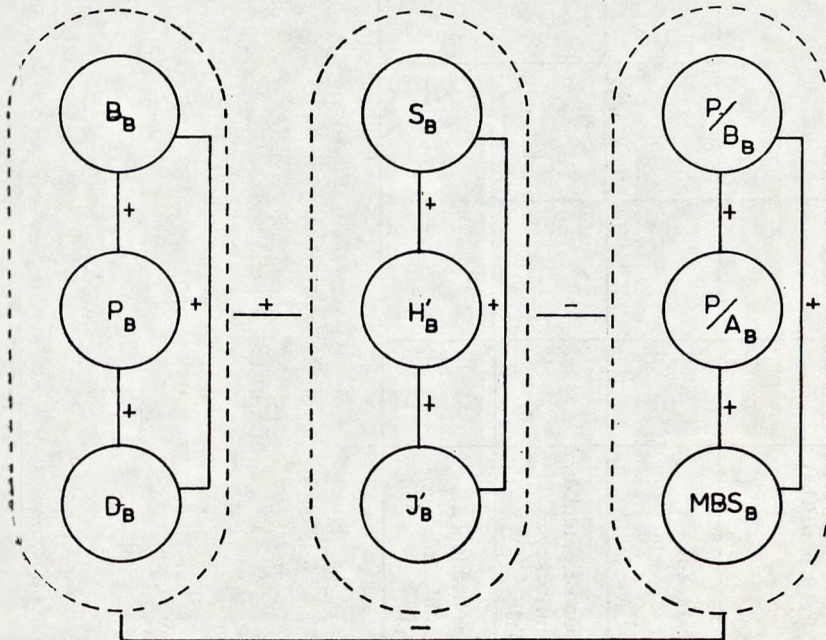 B_B S_B P/B_B
+ + +
P_B + + H'_B + − P/A_B +
+ + +
D_B J'_B MBS_B
−